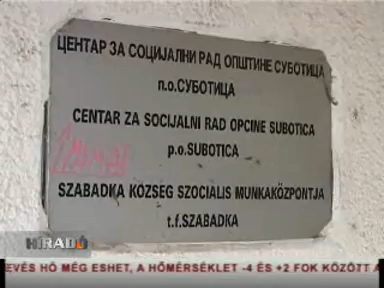 ЦЕНТАР ЗА СОЦИЈАЛНИ РАД ОПШТИНЕ СУБОТИЦА
п.о.СУБОТИЦА
CENTAR ZA SOCIJALNI RAD OPCINE SUBOTICA
p.o.SUBOTICA
SZABADKA KÖZSÉG SZOCIÁLIS MUNKAKÖZPONTJA
t.f.SZABADKA
HÍRADÓ
EVÉS HÓ MÉG ESHET, A HŐMÉRSÉKLET -4 ÉS +2 FOK KÖZÖTT A